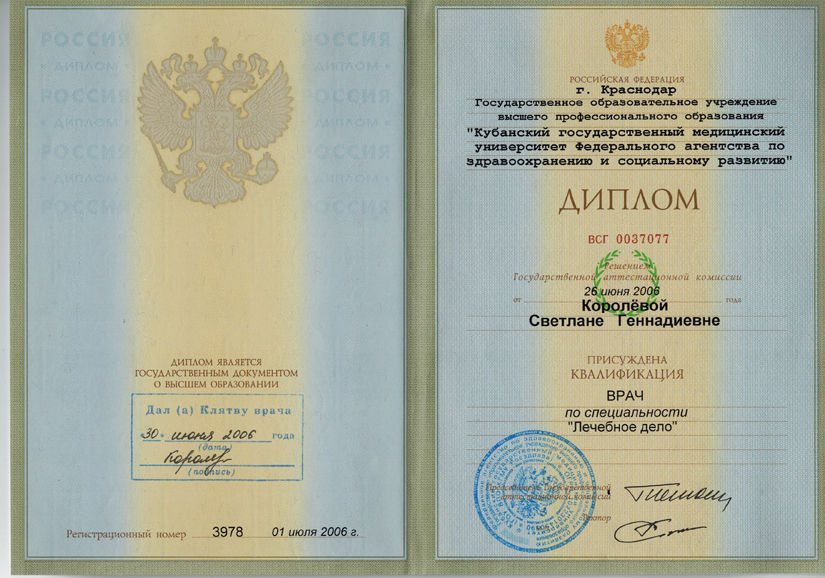 РОССИЯ РОССИЯ
« ДИПЛОМ « « ДИПЛОМ «
РОССИЯ РОССИЯ
« ДИПЛОМ « « ДИПЛОМ «
РОССИЯ РОССИЯ
« ДИПЛОМ « « ДИПЛОМ «
РОССИЯ РОССИЯ
ДИПЛОМ ЯВЛЯЕТСЯ
ГОСУДАРСТВЕННЫМ ДОКУМЕНТОМ
О ВЫСШЕМ ОБРАЗОВАНИИ
Дал (а) Клятву врача
«30» июня 2006 года
(дата)
(подпись)
Регистрационный номер 3978 01 июля 2006 г.
РОССИЙСКАЯ ФЕДЕРАЦИЯ
г. Краснодар
Государственное образовательное учреждение
высшего профессионального образования
"Кубанский государственный медицинский
университет Федерального агентства по
здравоохранению и социальному развитию"
ДИПЛОМ
ВСГ 0037077
Решением
Государственной аттестационной комиссии
от 26 июня 2006 года
Королёвой
Светлане Геннадиевне
ПРИСУЖДЕНА
КВАЛИФИКАЦИЯ
ВРАЧ
по специальности
"Лечебное дело"
Председатель Государственной
аттестационной комиссии
Ректор